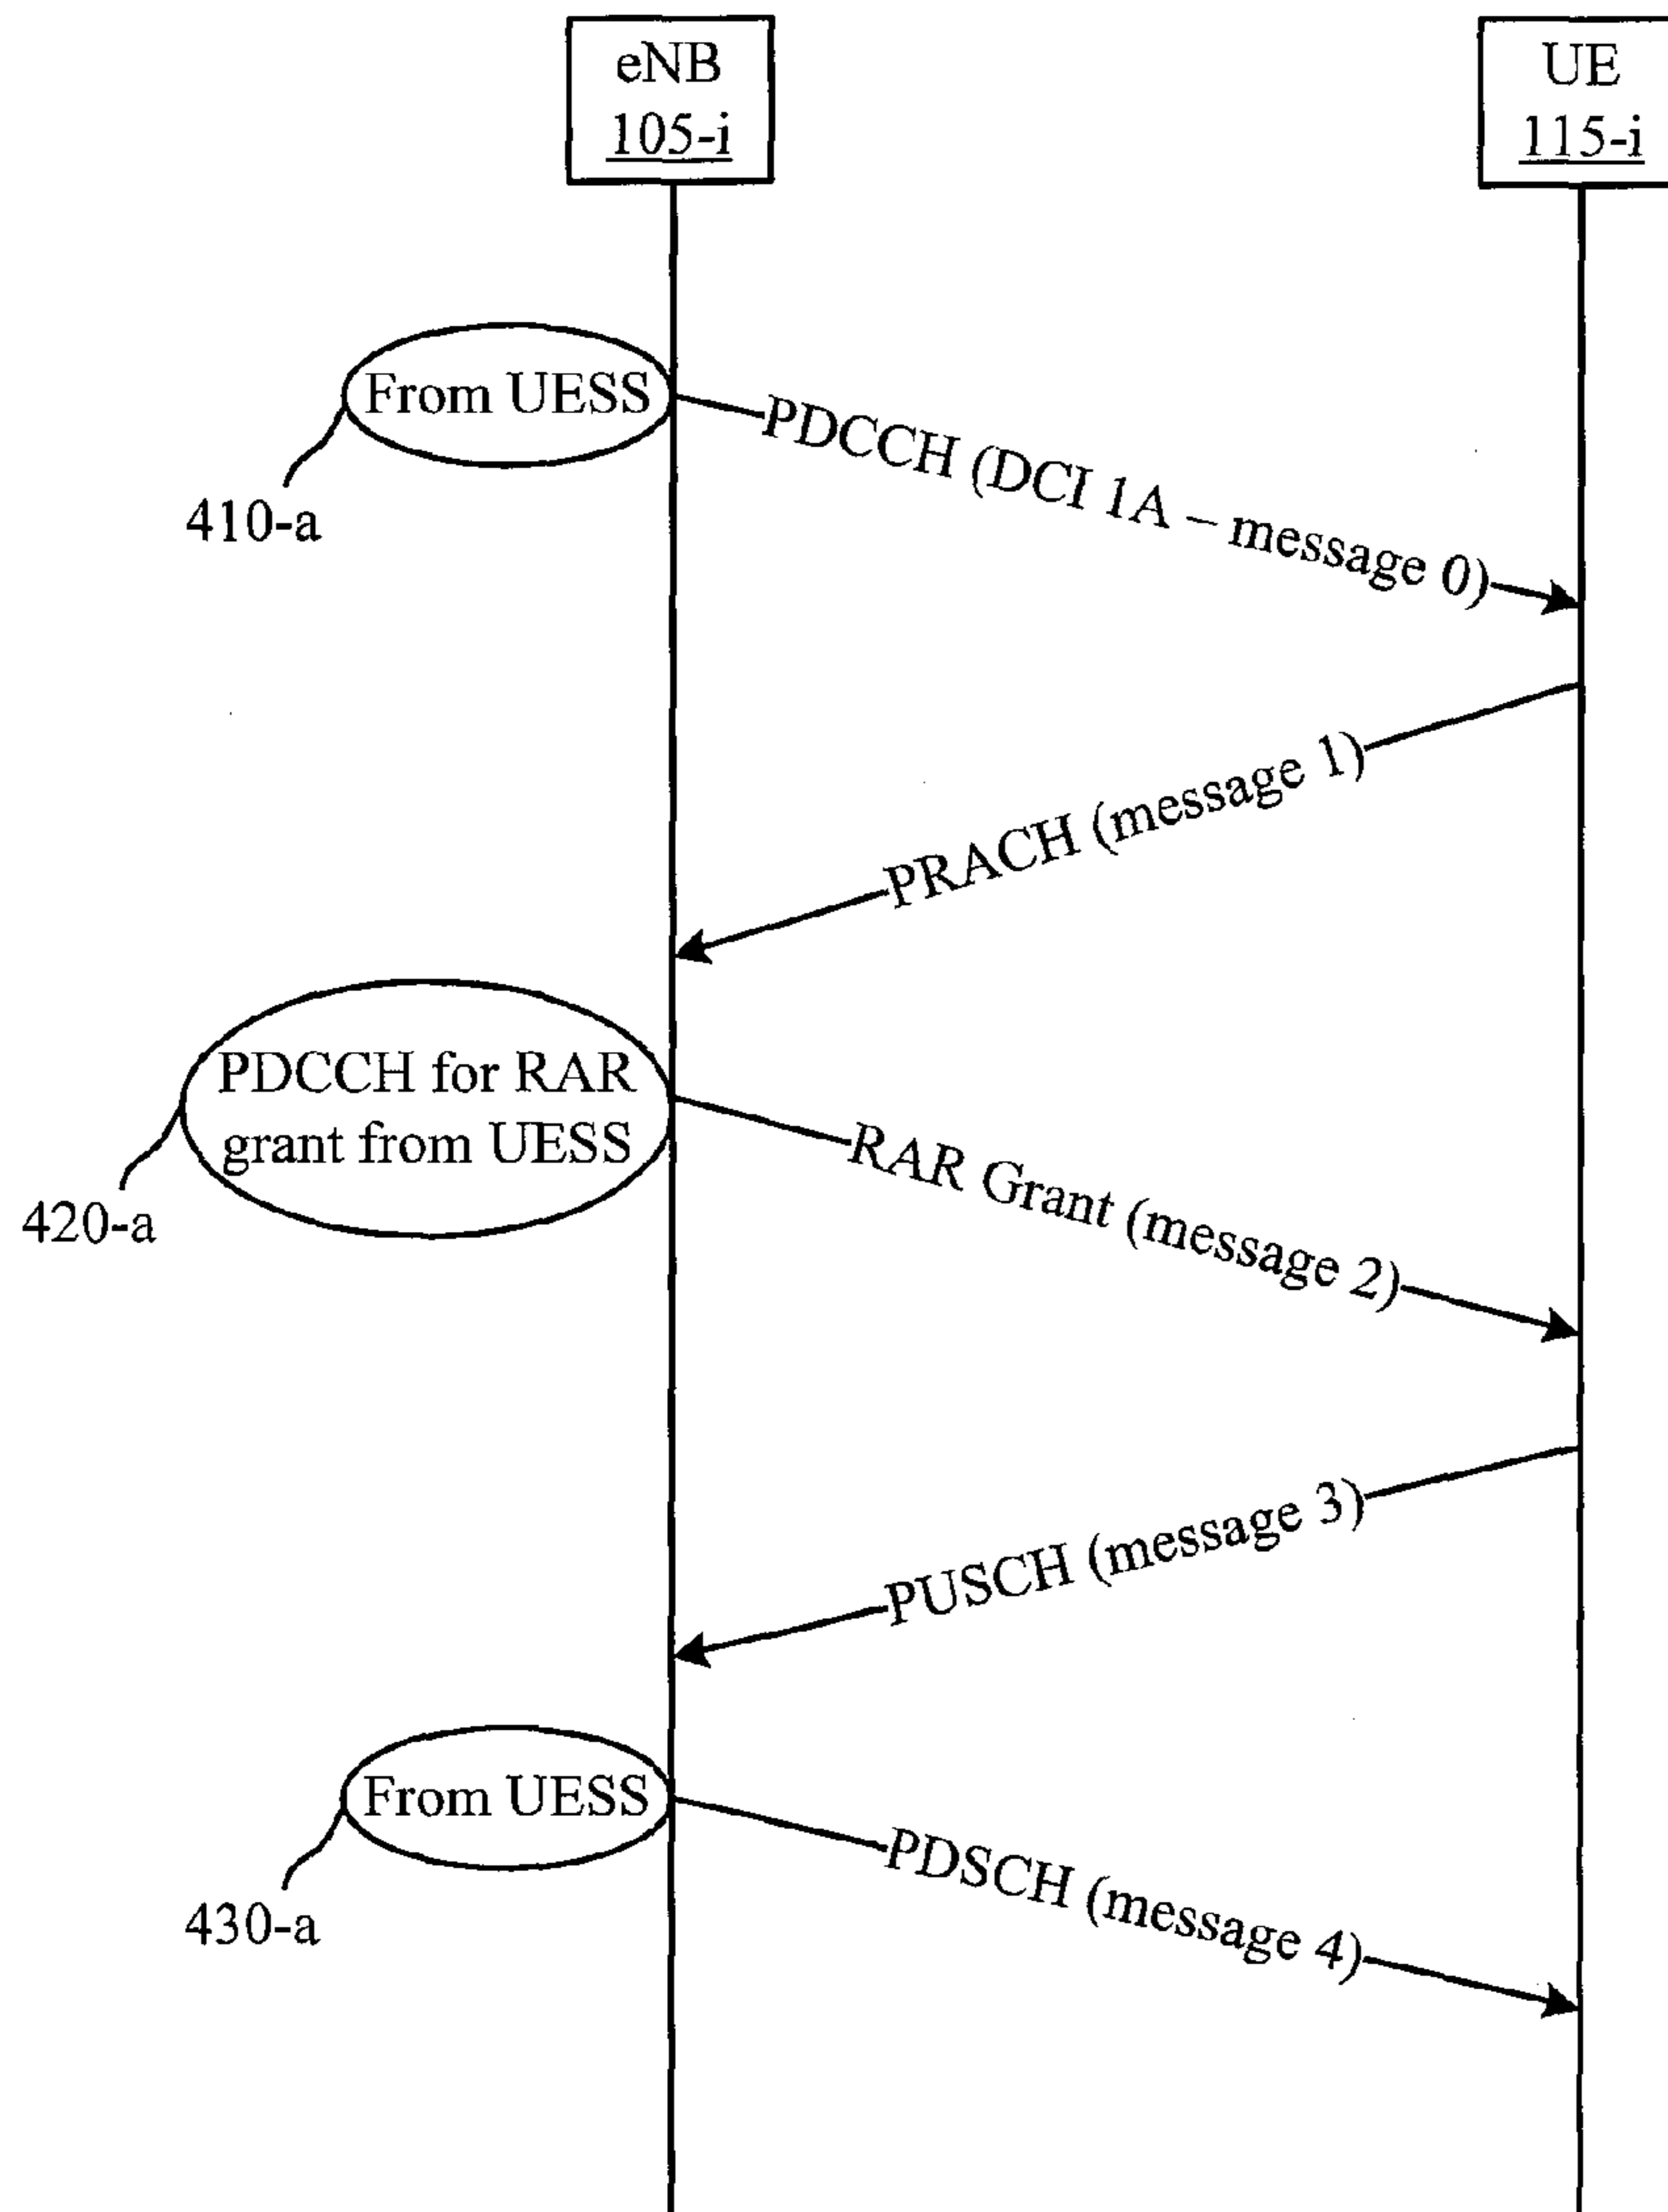 eNB
105-i
UE
115-i
From UESS
410-a
PDCCH (DCI 1A – message 0)
PRACH (message 1)
PDCCH for RAR
grant from UESS
420-a
RAR Grant (message 2)
PUSCH (message 3)
From UESS
430-a
PDSCH (message 4)